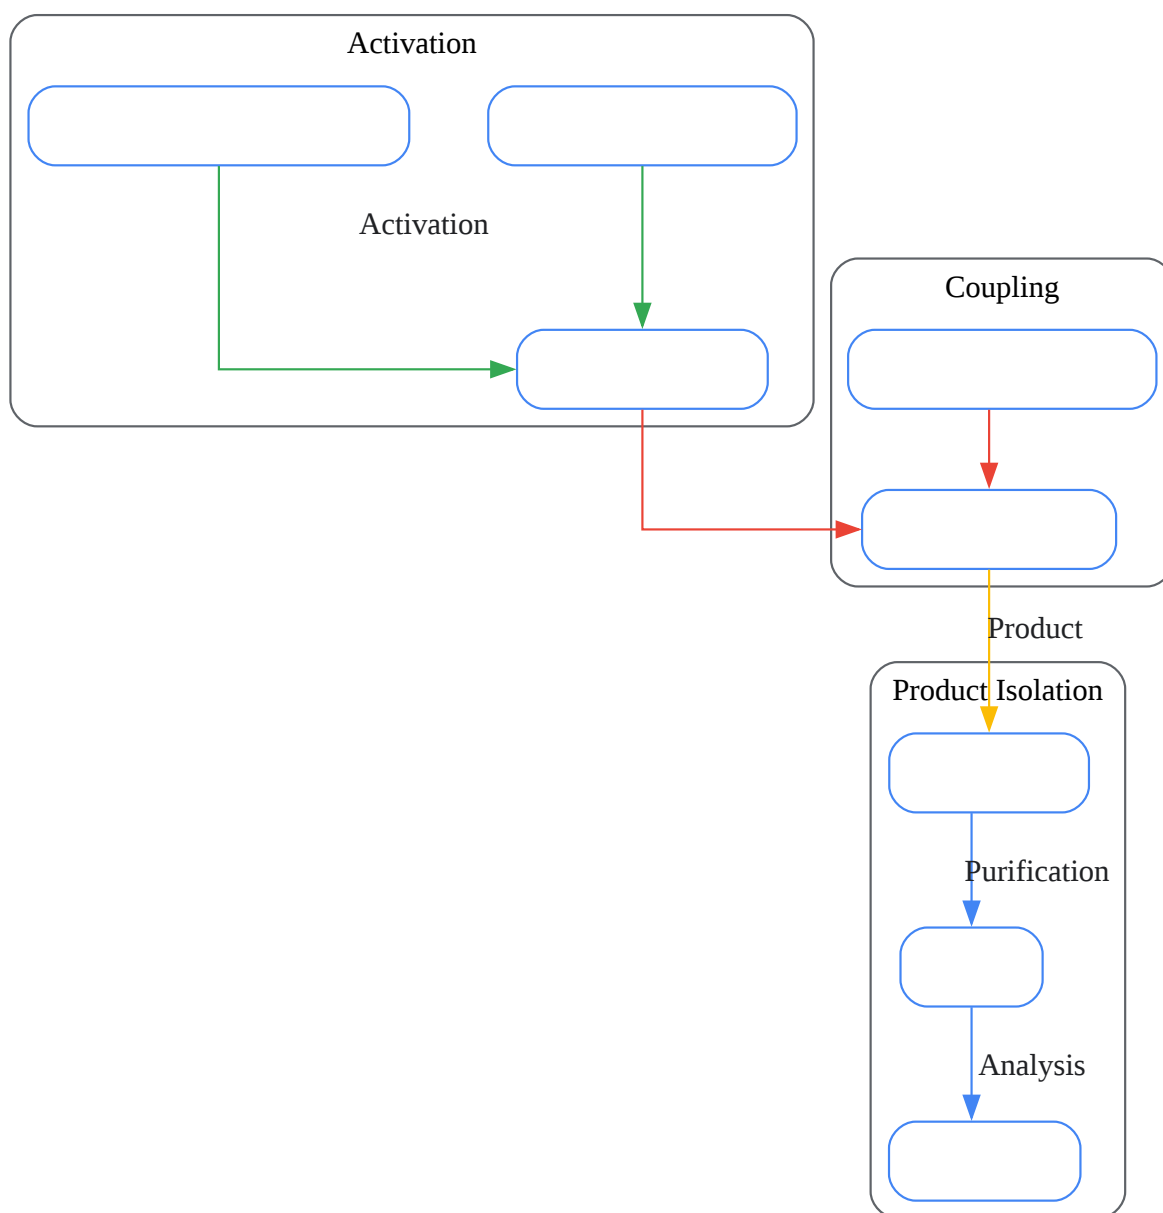 Activation
Activation
Coupling
Product
Product Isolation
Purification
Analysis